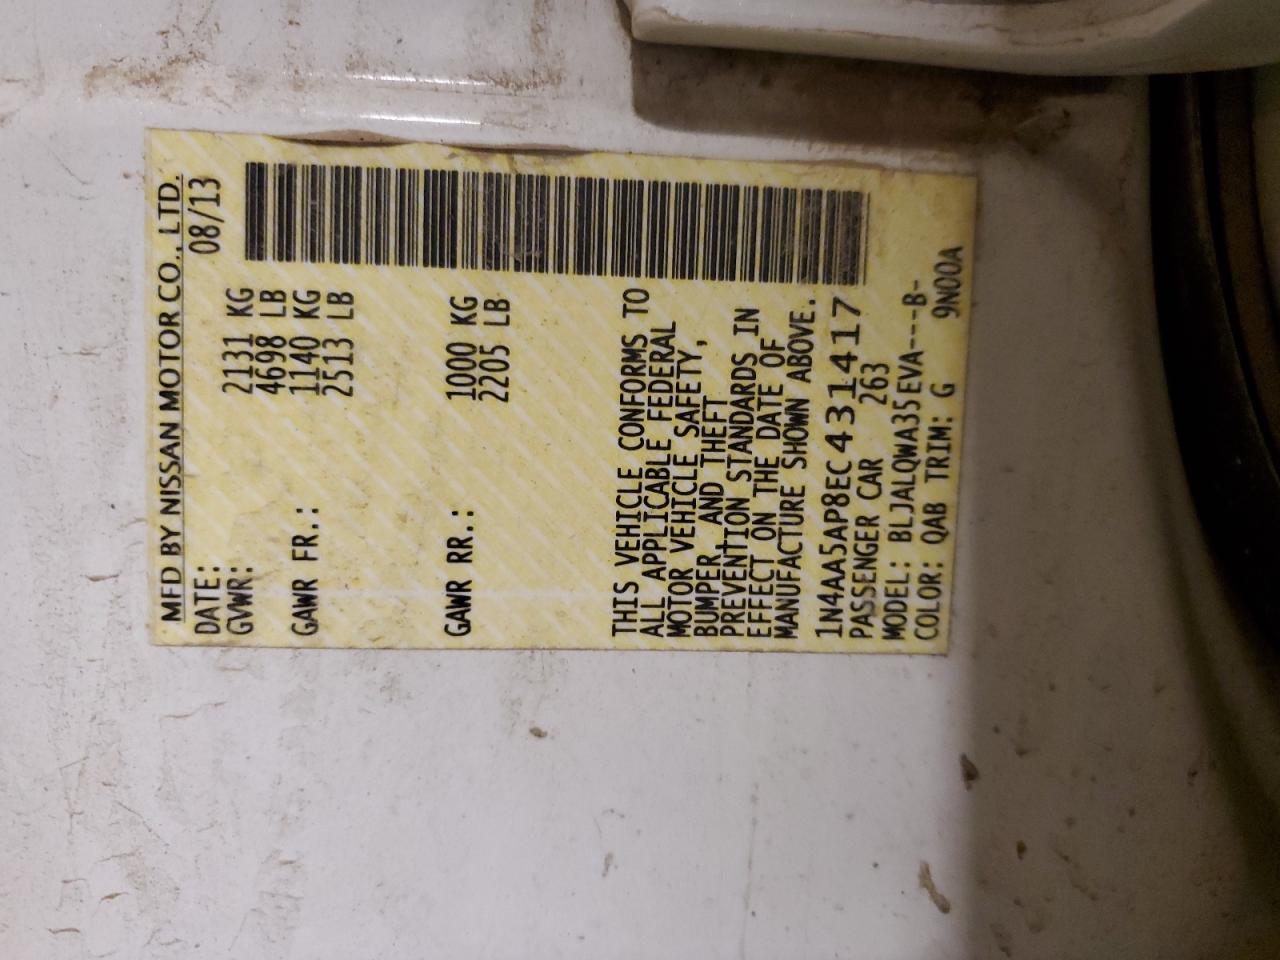 MFD BY NISSAN MOTOR CO., LTD.
DATE: 08/13
GVWR: 2131 KG
4698 LB
GAWR FR.: 1140 KG
2513 LB
GAWR RR.: 1000 KG
2205 LB
THIS VEHICLE CONFORMS TO
ALL APPLICABLE FEDERAL
MOTOR VEHICLE SAFETY,
BUMPER, AND THEFT
PREVENTION STANDARDS IN
EFFECT ON THE DATE OF
MANUFACTURE SHOWN ABOVE.
1N4AA5AP8EC431417
PASSENGER CAR 263
MODEL: BLJALQWA35EVA---B-
COLOR: QAB TRIM: G 9N00A